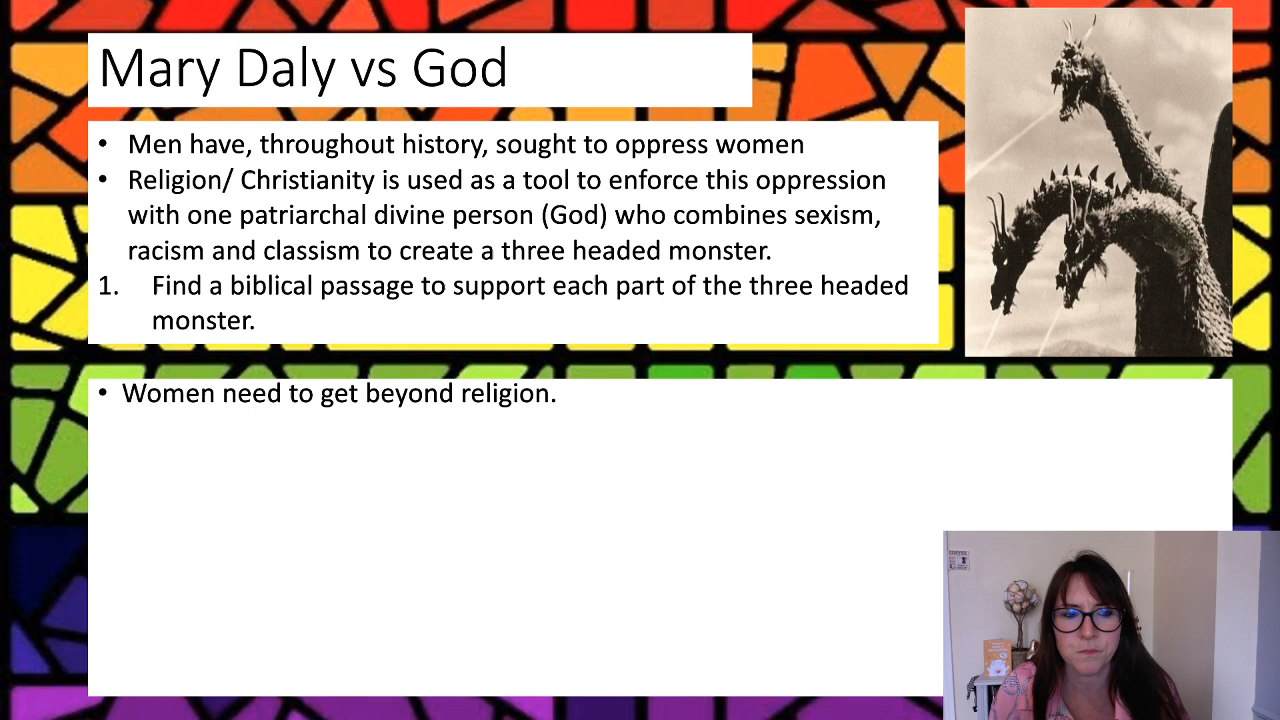 Mary Daly vs God
• Men have, throughout history, sought to oppress women
• Religion/ Christianity is used as a tool to enforce this oppression
with one patriarchal divine person (God) who combines sexism,
racism and classism to create a three headed monster.
1. Find a biblical passage to support each part of the three headed
monster.
• Women need to get beyond religion.
COFFEE